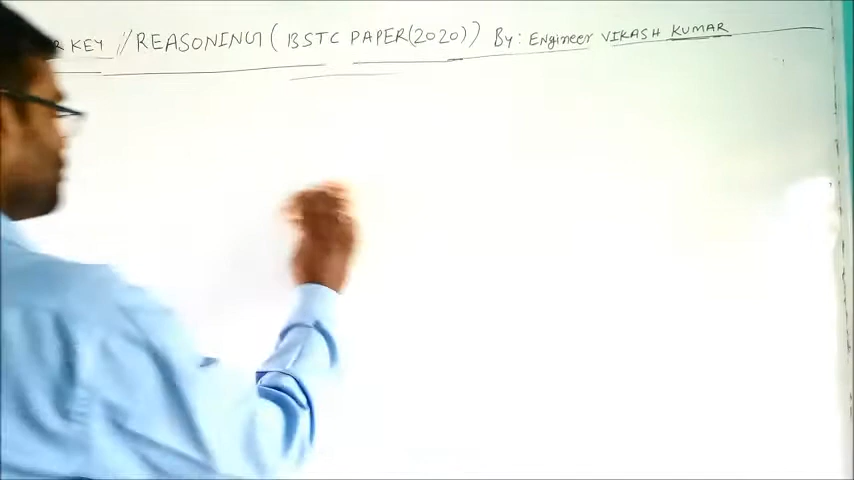 KEY // REASONING ( BSTC PAPER(2020)) By: Engineer VIKASH KUMAR